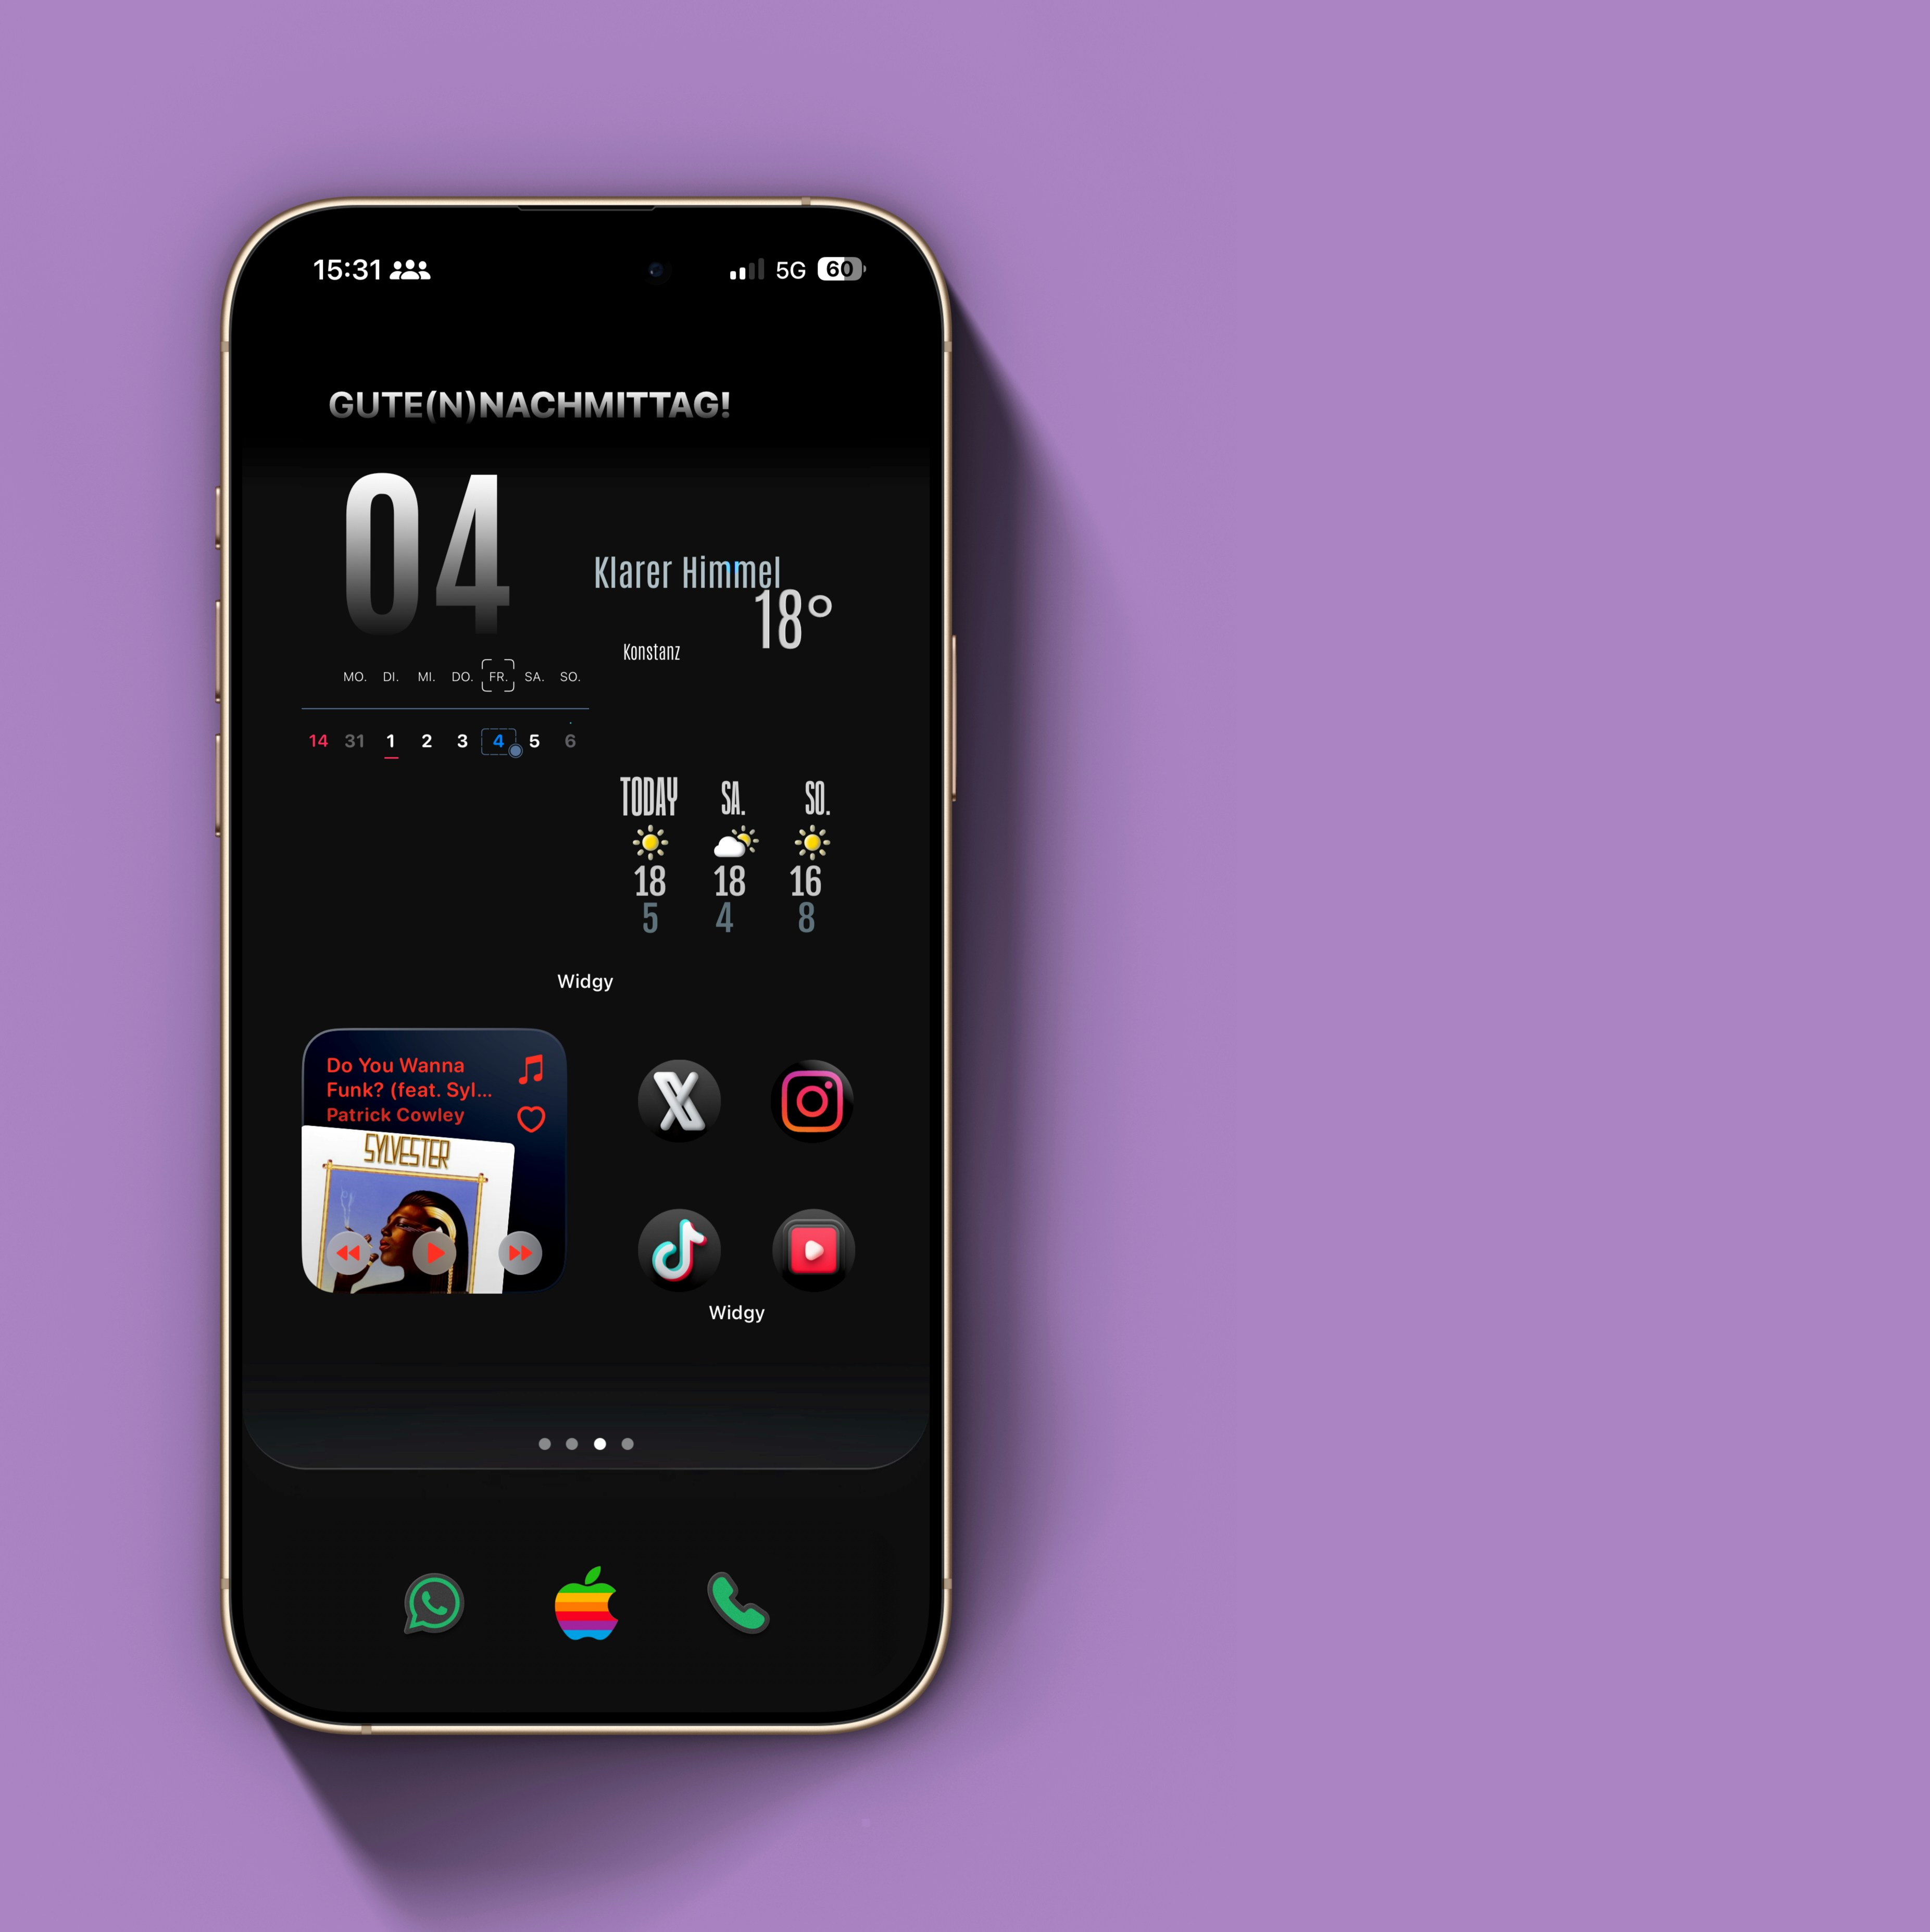 15:31
5G 60
GUTE(N)NACHMITTAG!
04
Klarer Himmel
18°
Konstanz
MO. DI. MI. DO. FR. SA. SO.
14 31 1 2 3 4 5 6
TODAY SA. SO.
18 18 16
5 4 8
Widgy
Do You Wanna
Funk? (feat. Syl...
Patrick Cowley
SYLVESTER
Widgy